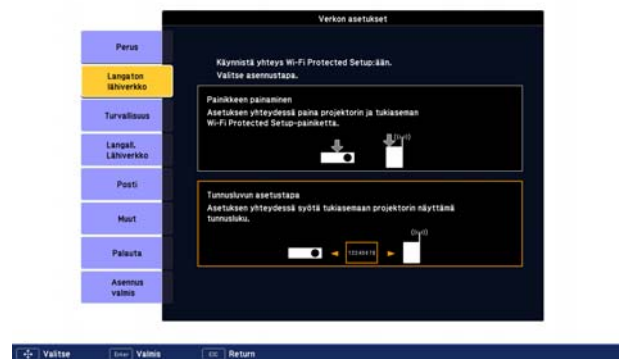 Verkon asetukset
Perus
Langaton
lähiverkko
Turvallisuus
Langall.
Lähiverkko
Posti
Muut
Palauta
Asennus
valmis
Käynnistä yhteys Wi-Fi Protected Setup:ään.
Valitse asennustapa.
Painikkeen painaminen
Asetuksen yhteydessä paina projektorin ja tukiaseman
Wi-Fi Protected Setup-painiketta.
Tunnusluvun asetustapa
Asetuksen yhteydessä syötä tukiasemaan projektorin näyttämä
tunnusluku.
Valitse
Enter Valmis
ESC Return